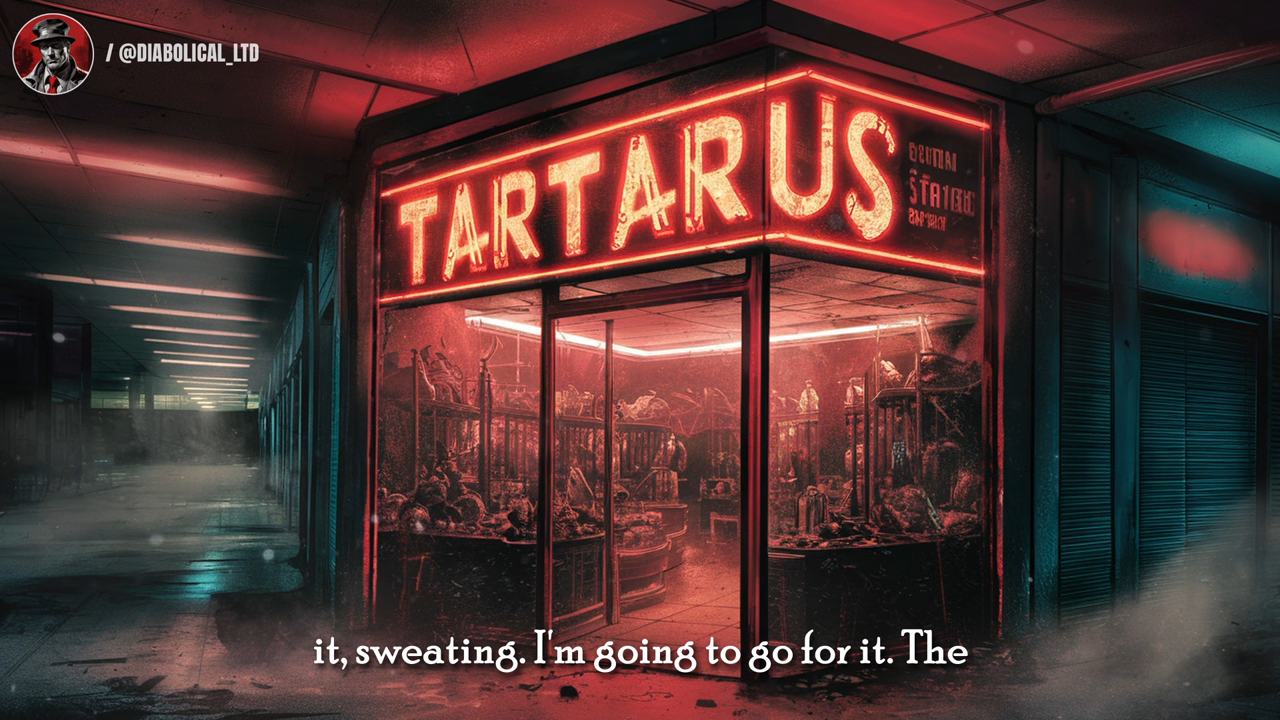 / @DIABOLICAL_LTD
TARTARUS
it, sweating. I'm going to go for it. The